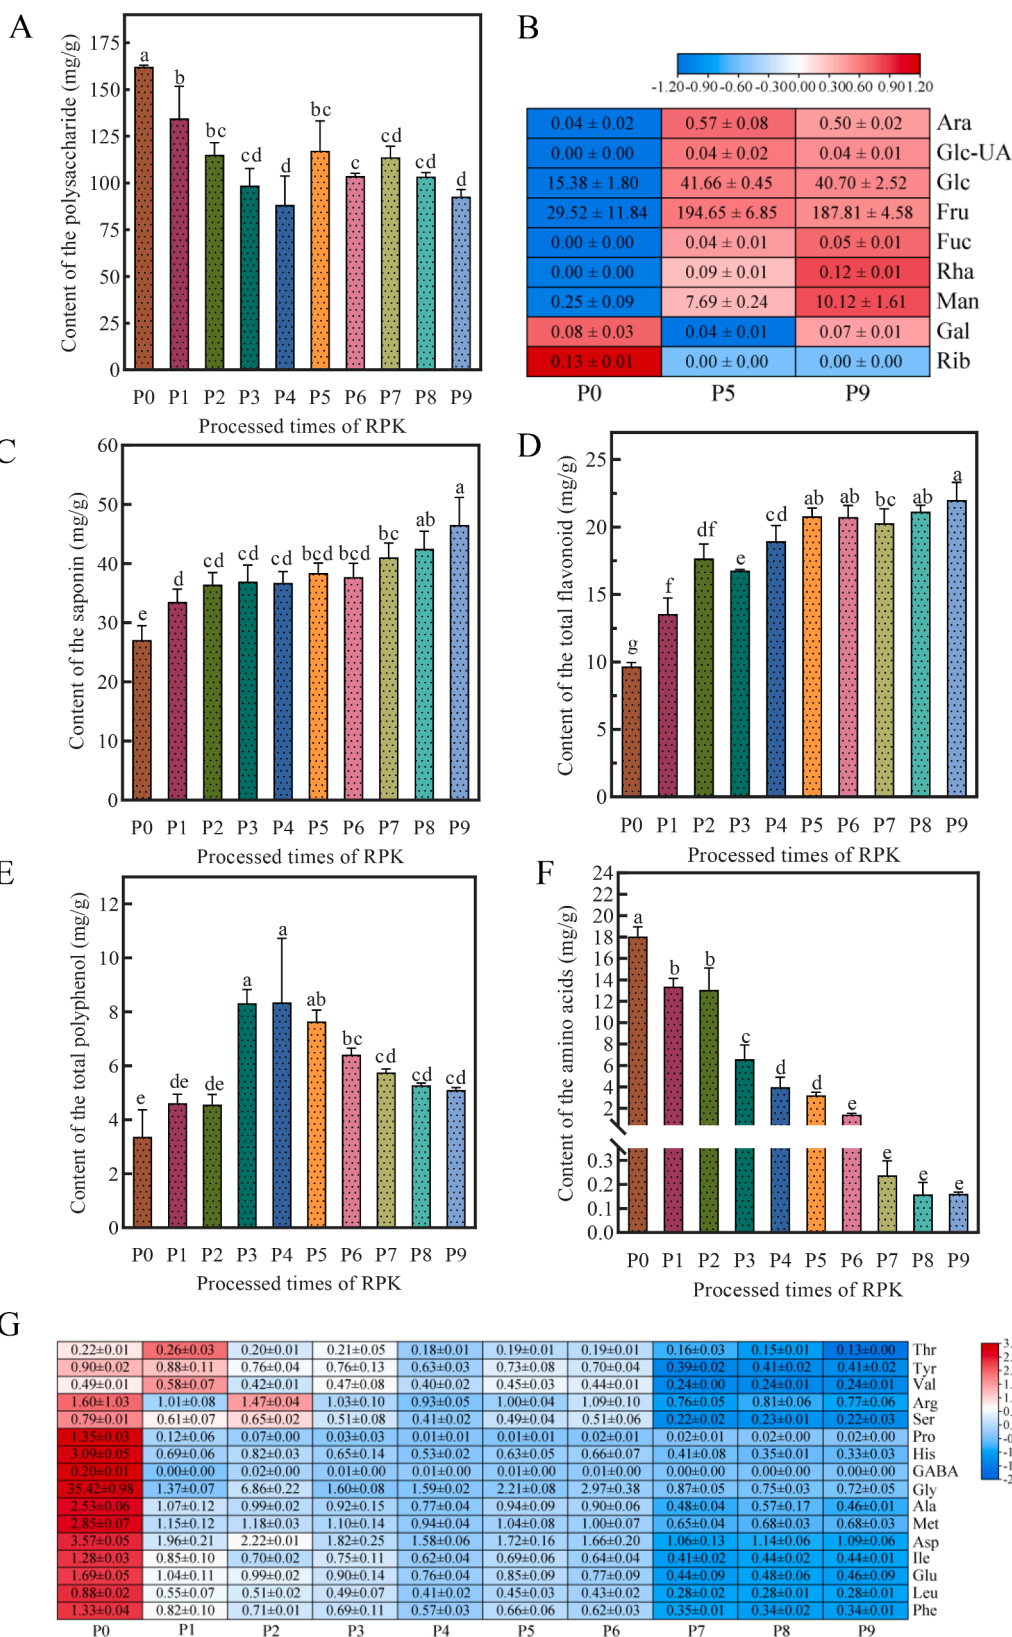 A
B
Content of the polysaccharide (mg/g)
175
150
125
100
75
50
25
0
a
b
bc
cd
d
bc
c
cd
cd
d
P0 P1 P2 P3 P4 P5 P6 P7 P8 P9
Processed times of RPK
-1.20 -0.90 -0.60 -0.30 0.00 0.30 0.60 0.90 1.20
0.04 ± 0.02 0.57 ± 0.08 0.50 ± 0.02 Ara
0.00 ± 0.00 0.04 ± 0.02 0.04 ± 0.01 Glc-UA
15.38 ± 1.80 41.66 ± 0.45 40.70 ± 2.52 Glc
29.52 ± 11.84 194.65 ± 6.85 187.81 ± 4.58 Fru
0.00 ± 0.00 0.04 ± 0.01 0.05 ± 0.01 Fuc
0.00 ± 0.00 0.09 ± 0.01 0.12 ± 0.01 Rha
0.25 ± 0.09 7.69 ± 0.24 10.12 ± 1.61 Man
0.08 ± 0.03 0.04 ± 0.01 0.07 ± 0.01 Gal
0.13 ± 0.01 0.00 ± 0.00 0.00 ± 0.00 Rib
P0 P5 P9
C
D
Content of the saponin (mg/g)
60
50
40
30
20
10
0
e
d
cd
cd
cd
bcd
bcd
bc
ab
a
P0 P1 P2 P3 P4 P5 P6 P7 P8 P9
Processed times of RPK
Content of the total flavonoid (mg/g)
25
20
15
10
5
0
g
f
df
e
cd
ab
ab
bc
ab
a
P0 P1 P2 P3 P4 P5 P6 P7 P8 P9
Processed times of RPK
E
F
Content of the total polyphenol (mg/g)
12
10
8
6
4
2
0
e
de
de
a
a
ab
bc
cd
cd
cd
P0 P1 P2 P3 P4 P5 P6 P7 P8 P9
Processed times of RPK
Content of the amino acids (mg/g)
24
22
20
18
16
14
12
10
8
6
4
2
0.3
0.2
0.1
0.0
a
b
b
c
d
d
e
e
e
e
P0 P1 P2 P3 P4 P5 P6 P7 P8 P9
Processed times of RPK
G
0.22±0.01 0.26±0.03 0.20±0.01 0.21±0.05 0.18±0.01 0.19±0.01 0.19±0.01 0.16±0.03 0.15±0.01 0.13±0.00 Thr
0.90±0.02 0.88±0.11 0.76±0.04 0.76±0.13 0.63±0.03 0.73±0.08 0.70±0.04 0.39±0.02 0.41±0.02 0.41±0.02 Tyr
0.49±0.01 0.58±0.07 0.42±0.01 0.47±0.08 0.40±0.02 0.45±0.03 0.44±0.01 0.24±0.00 0.24±0.01 0.24±0.01 Val
1.60±1.03 1.01±0.08 1.47±0.04 1.03±0.10 0.93±0.05 1.00±0.04 1.09±0.10 0.76±0.05 0.81±0.06 0.77±0.06 Arg
0.79±0.01 0.61±0.07 0.65±0.02 0.51±0.08 0.41±0.02 0.49±0.04 0.51±0.06 0.22±0.02 0.23±0.01 0.22±0.03 Ser
1.35±0.03 0.12±0.06 0.07±0.00 0.03±0.03 0.01±0.01 0.01±0.01 0.02±0.01 0.02±0.01 0.02±0.00 0.02±0.00 Pro
3.09±0.05 0.69±0.06 0.82±0.03 0.65±0.14 0.53±0.02 0.63±0.05 0.66±0.07 0.41±0.08 0.35±0.01 0.33±0.03 His
0.20±0.01 0.00±0.00 0.02±0.00 0.01±0.00 0.01±0.00 0.01±0.00 0.01±0.00 0.00±0.00 0.00±0.00 0.00±0.00 GABA
35.42±0.98 1.37±0.07 6.86±0.22 1.60±0.08 1.59±0.02 2.21±0.08 2.97±0.38 0.87±0.05 0.75±0.03 0.72±0.05 Gly
2.53±0.06 1.07±0.12 0.99±0.02 0.92±0.15 0.77±0.04 0.94±0.09 0.90±0.06 0.48±0.04 0.57±0.17 0.46±0.01 Ala
2.85±0.07 1.15±0.12 1.18±0.03 1.10±0.14 0.94±0.04 1.04±0.08 1.00±0.07 0.65±0.04 0.68±0.03 0.68±0.03 Met
3.57±0.05 1.96±0.21 2.22±0.01 1.82±0.25 1.58±0.06 1.72±0.16 1.66±0.20 1.06±0.13 1.14±0.06 1.09±0.06 Asp
1.28±0.03 0.85±0.10 0.70±0.02 0.75±0.11 0.62±0.04 0.69±0.06 0.64±0.04 0.41±0.02 0.44±0.02 0.44±0.01 Ile
1.69±0.05 1.04±0.11 0.99±0.02 0.90±0.14 0.76±0.04 0.85±0.09 0.77±0.09 0.44±0.09 0.48±0.06 0.46±0.09 Glu
0.88±0.02 0.55±0.07 0.51±0.02 0.49±0.07 0.41±0.02 0.45±0.03 0.43±0.02 0.28±0.02 0.28±0.01 0.28±0.01 Leu
1.33±0.04 0.82±0.10 0.71±0.01 0.69±0.11 0.57±0.03 0.66±0.06 0.62±0.03 0.35±0.01 0.34±0.02 0.34±0.01 Phe
P0 P1 P2 P3 P4 P5 P6 P7 P8 P9